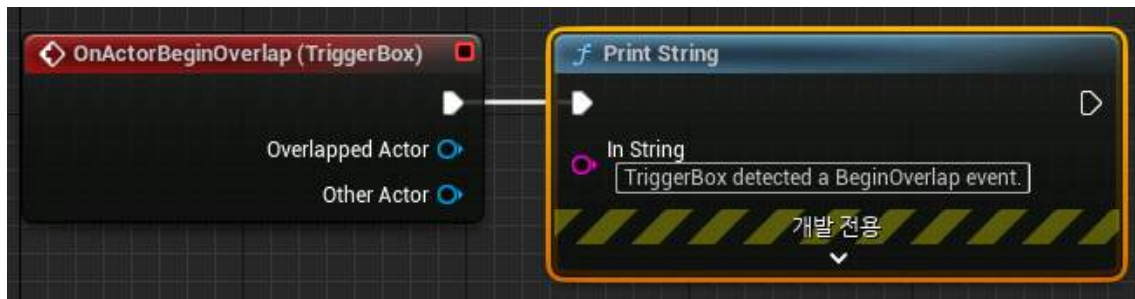 OnActorBeginOverlap (TriggerBox)
Overlapped Actor
Other Actor
f Print String
In String
TriggerBox detected a BeginOverlap event.
개발 전용